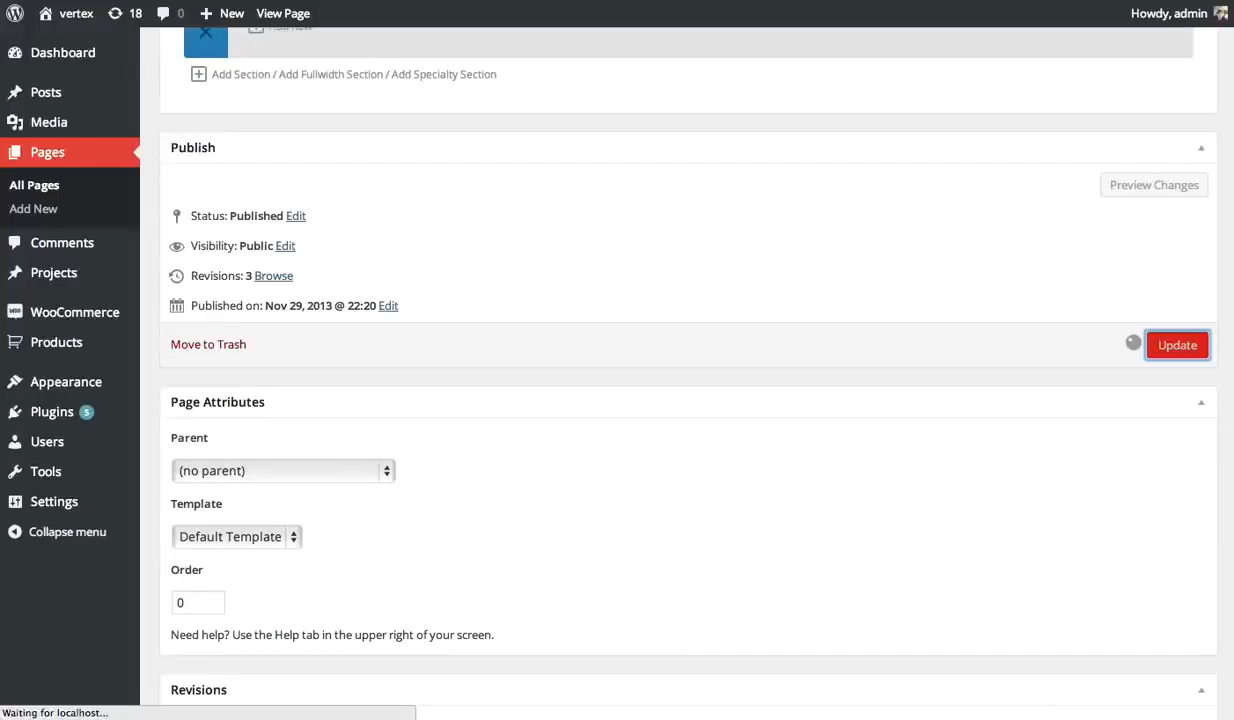 vertex 18 0 New View Page Howdy, admin
Dashboard
Posts
Media
Pages
All Pages
Add New
Comments
Projects
WooCommerce
Products
Appearance
Plugins 5
Users
Tools
Settings
Collapse menu
Add Section / Add Fullwidth Section / Add Specialty Section
Publish
Preview Changes
Status: Published Edit
Visibility: Public Edit
Revisions: 3 Browse
Published on: Nov 29, 2013 @ 22:20 Edit
Move to Trash
Update
Page Attributes
Parent
(no parent)
Template
Default Template
Order
0
Need help? Use the Help tab in the upper right of your screen.
Revisions
Waiting for localhost...